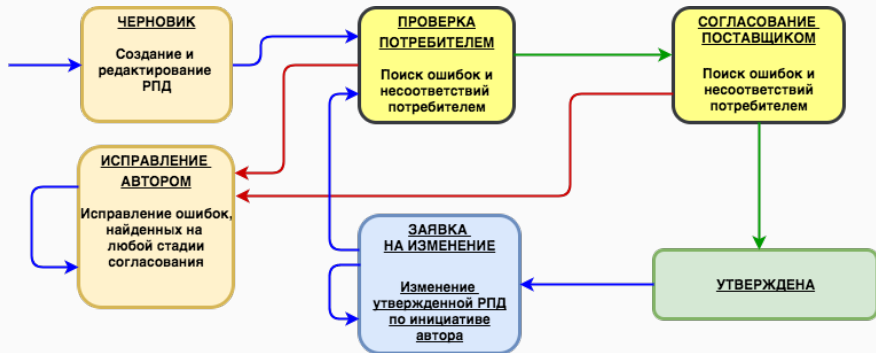 ЧЕРНОВИК
Создание и
редактирование
РПД
ПРОВЕРКА
ПОТРЕБИТЕЛЕМ
Поиск ошибок и
несоответствий
потребителем
СОГЛАСОВАНИЕ
ПОСТАВЩИКОМ
Поиск ошибок и
несоответствий
потребителем
ИСПРАВЛЕНИЕ
АВТОРОМ
Исправление ошибок,
найденных на
любой стадии
согласования
ЗАЯВКА
НА ИЗМЕНЕНИЕ
Изменение
утвержденной РПД
по инициативе
автора
УТВЕРЖДЕНА